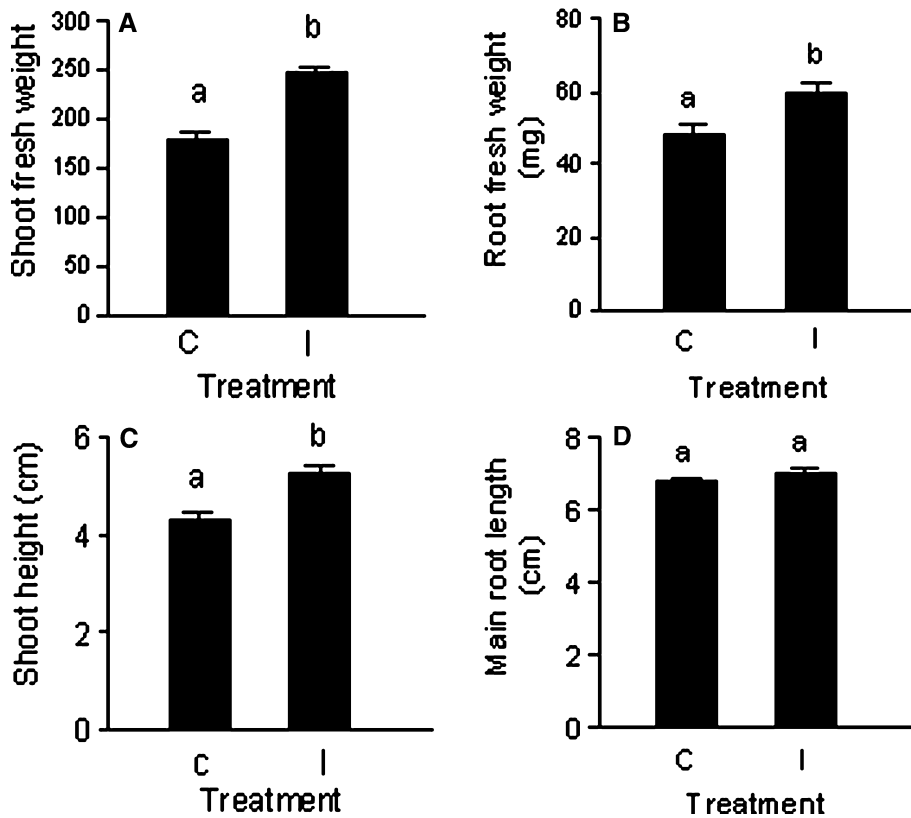 A
Shoot fresh weight
300
250
200
150
100
50
0
a
b
C
I
Treatment
B
Root fresh weight
(mg)
80
60
40
20
0
a
b
C
I
Treatment
C
Shoot height (cm)
6
4
2
0
a
b
c
I
Treatment
D
Main root length
(cm)
8
6
4
2
0
a
a
C
I
Treatment